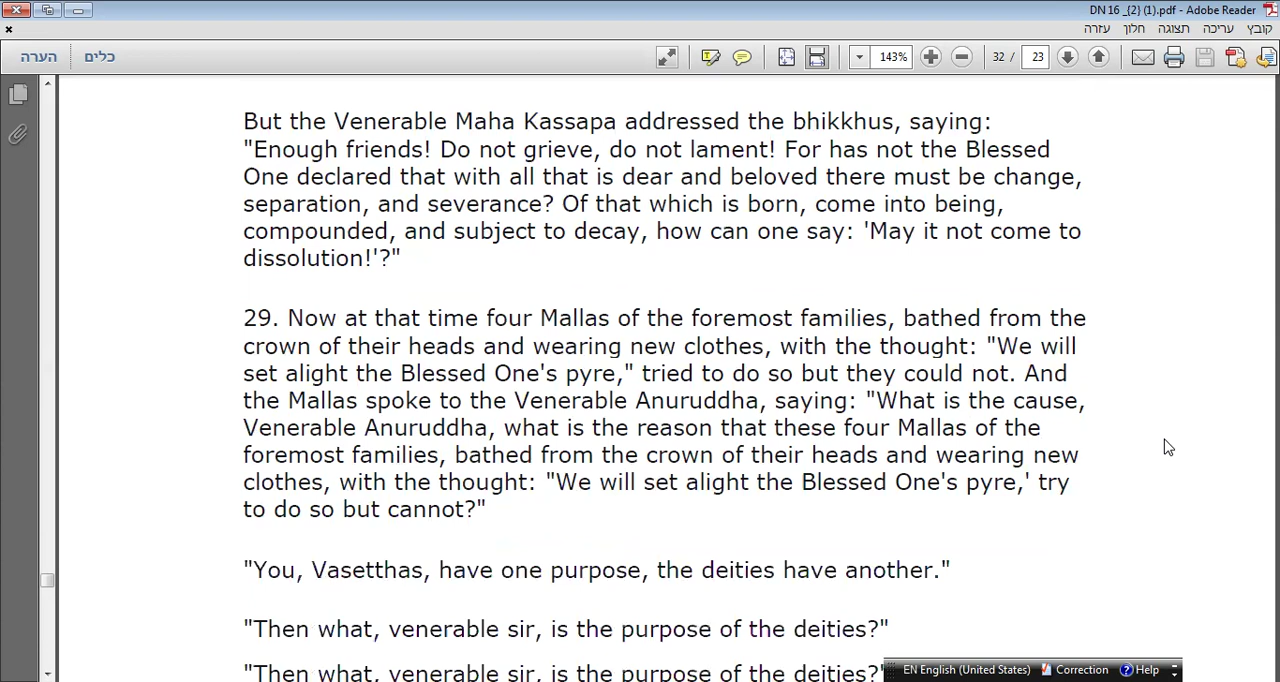 DN 16 _{2} (1).pdf - Adobe Reader
קובץ עריכה תצוגה חלון עזרה
הערה כלים 143% 32 / 23
But the Venerable Maha Kassapa addressed the bhikkhus, saying:
"Enough friends! Do not grieve, do not lament! For has not the Blessed
One declared that with all that is dear and beloved there must be change,
separation, and severance? Of that which is born, come into being,
compounded, and subject to decay, how can one say: 'May it not come to
dissolution!'?"
29. Now at that time four Mallas of the foremost families, bathed from the
crown of their heads and wearing new clothes, with the thought: "We will
set alight the Blessed One's pyre," tried to do so but they could not. And
the Mallas spoke to the Venerable Anuruddha, saying: "What is the cause,
Venerable Anuruddha, what is the reason that these four Mallas of the
foremost families, bathed from the crown of their heads and wearing new
clothes, with the thought: "We will set alight the Blessed One's pyre,' try
to do so but cannot?"
"You, Vasetthas, have one purpose, the deities have another."
"Then what, venerable sir, is the purpose of the deities?"
"Then what, venerable sir, is the purpose of the deities?'
EN English (United States) Correction Help